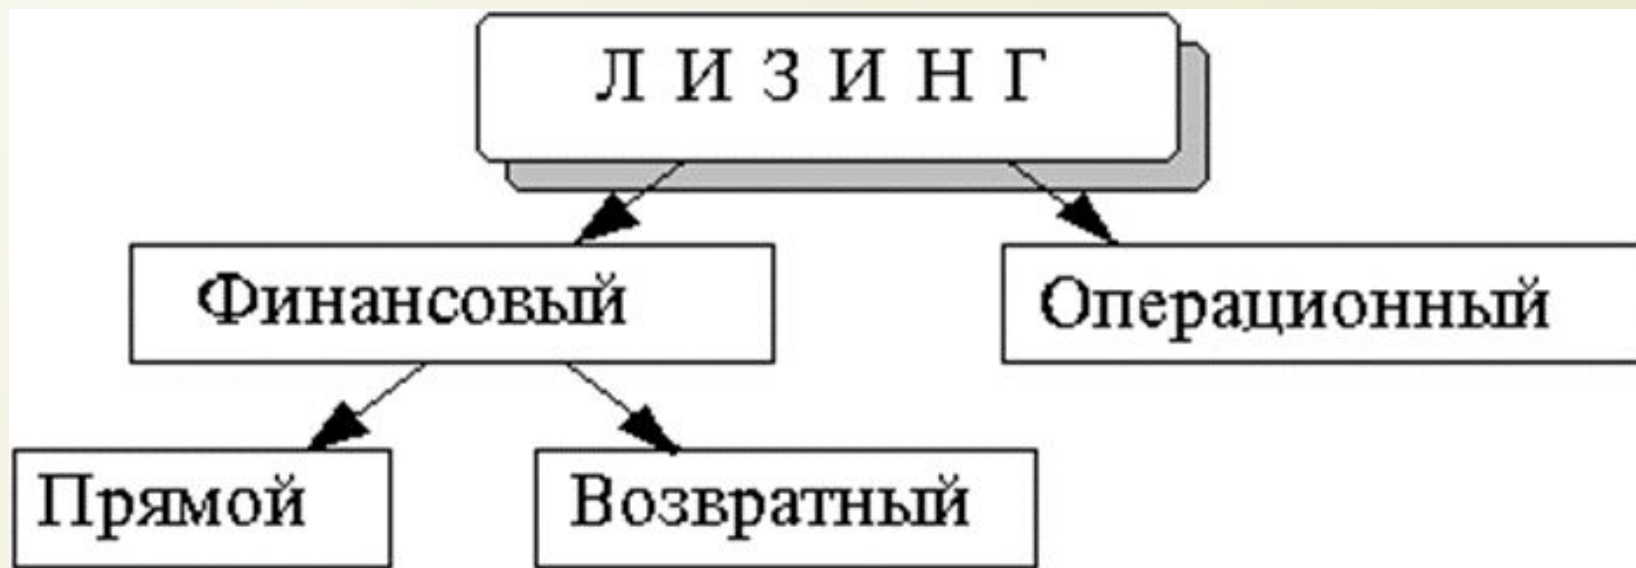 Л И З И Н Г
Финансовый
Операционный
Прямой
Возвратный